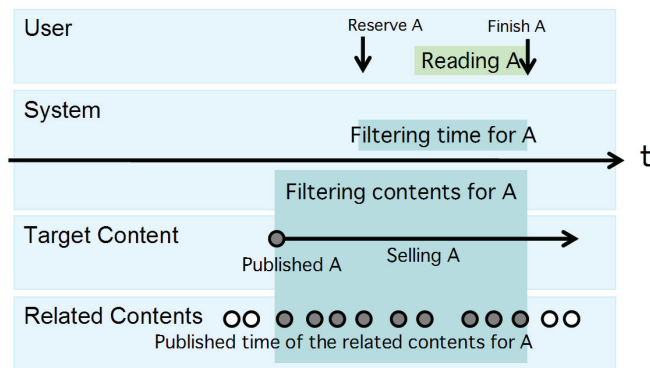 User
Reserve A
Finish A
Reading A
System
Filtering time for A
t
Filtering contents for A
Target Content
Published A
Selling A
Related Contents
Published time of the related contents for A